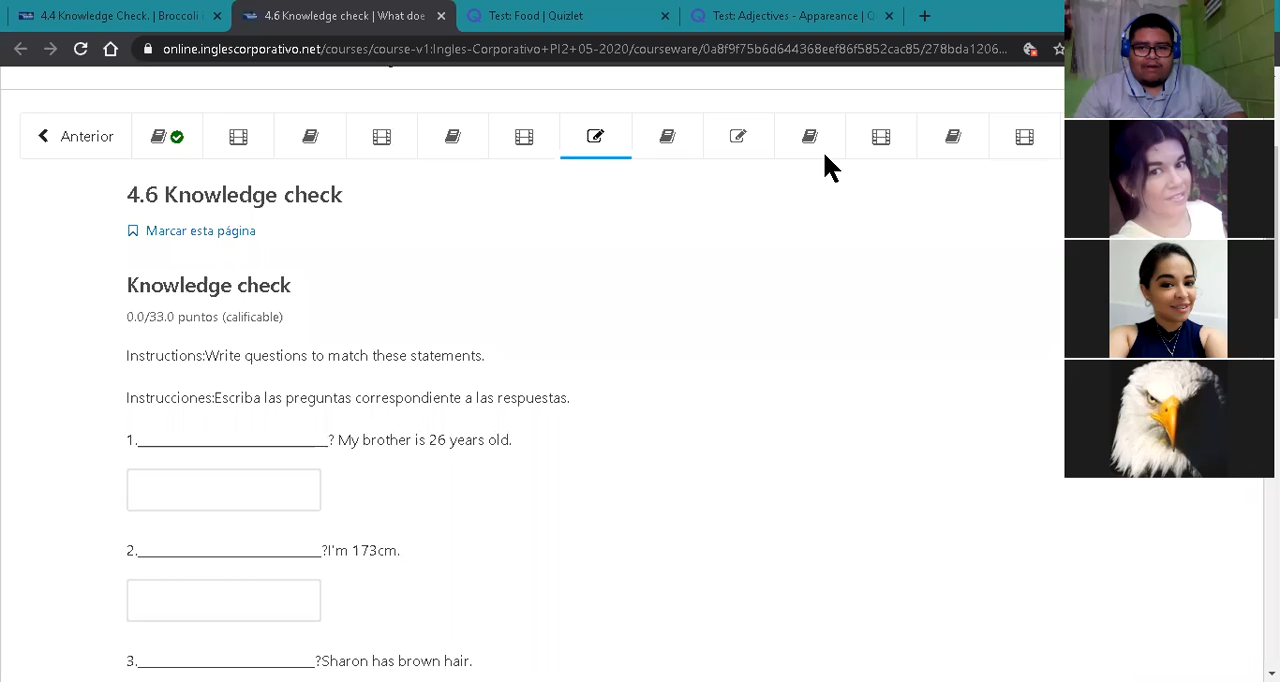 4.4 Knowledge Check. | Broccoli
4.6 Knowledge check | What doe
Test: Food | Quizlet
Test: Adjectives - Appareance | Q
online.inglescorporativo.net/courses/course-v1:Ingles-Corporativo+PI2+05-2020/courseware/0a8f9f75b6d644368eef86f5852cac85/278bda1206...
Anterior
4.6 Knowledge check
Marcar esta página
Knowledge check
0.0/33.0 puntos (calificable)
Instructions:Write questions to match these statements.
Instrucciones:Escriba las preguntas correspondiente a las respuestas.
1.________________________? My brother is 26 years old.
2.________________________?I'm 173cm.
3.________________________?Sharon has brown hair.